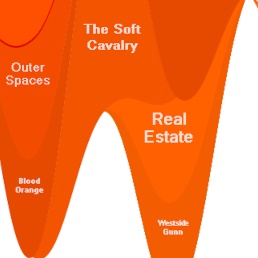 The Soft
Cavalry
Outer
Spaces
Real
Estate
Blood
Orange
Westside
Gunn